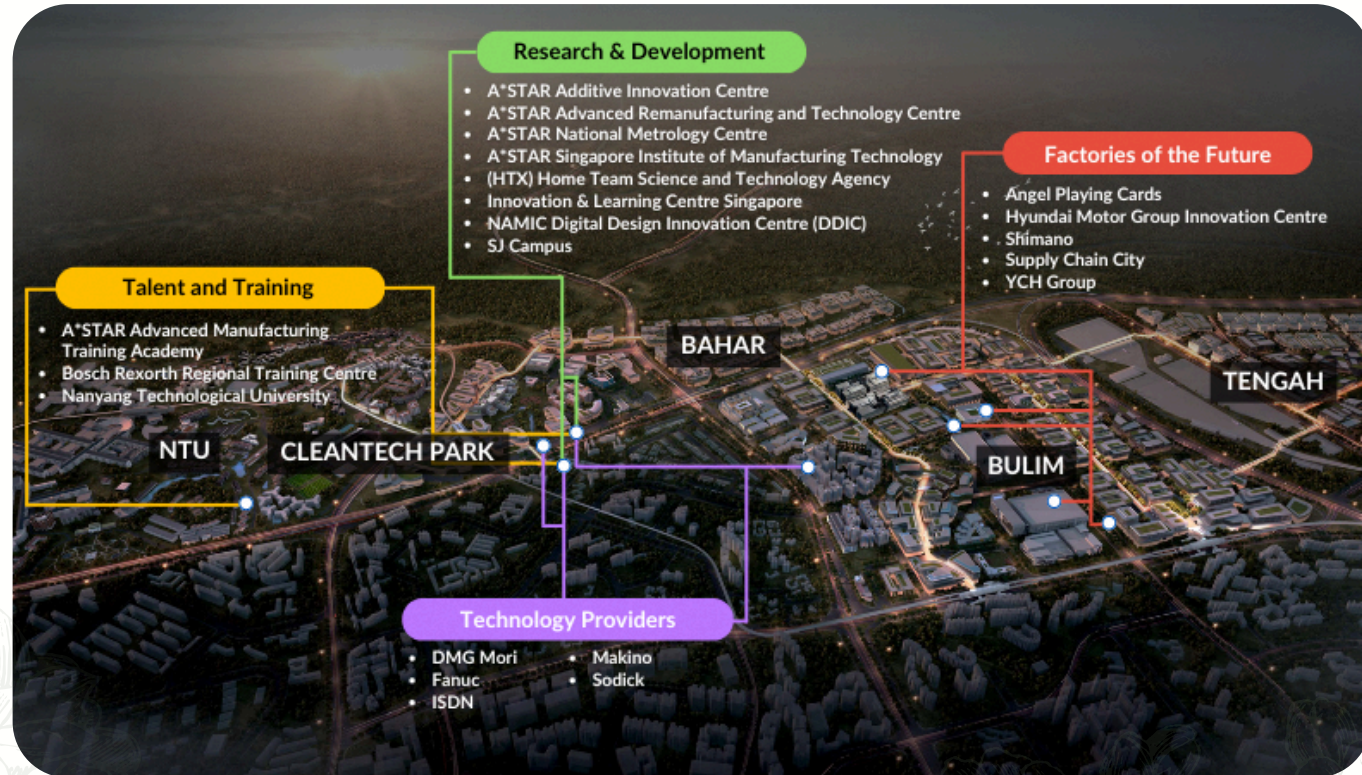 Research & Development
• A*STAR Additive Innovation Centre
• A*STAR Advanced Remanufacturing and Technology Centre
• A*STAR National Metrology Centre
• A*STAR Singapore Institute of Manufacturing Technology
• (HTX) Home Team Science and Technology Agency
• Innovation & Learning Centre Singapore
• NAMIC Digital Design Innovation Centre (DDIC)
• SJ Campus
Factories of the Future
• Angel Playing Cards
• Hyundai Motor Group Innovation Centre
• Shimano
• Supply Chain City
• YCH Group
Talent and Training
• A*STAR Advanced Manufacturing
Training Academy
• Bosch Rexorth Regional Training Centre
• Nanyang Technological University
BAHAR
TENGAH
NTU
CLEANTECH PARK
BULIM
Technology Providers
• DMG Mori
• Fanuc
• ISDN
• Makino
• Sodick